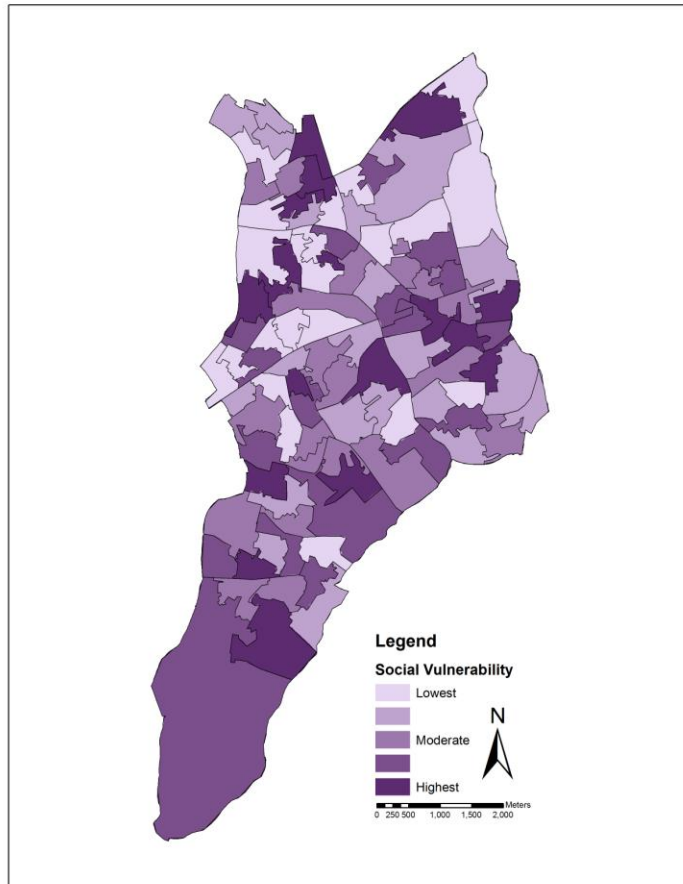 Legend
Social Vulnerability
Lowest
Moderate
Highest
N
Meters
0 250 500 1,000 1,500 2,000